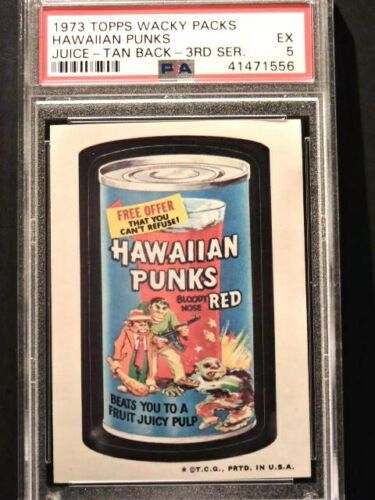 1973 TOPPS WACKY PACKS
HAWAIIAN PUNKS EX
JUICE – TAN BACK – 3RD SER. 5
PSA 41471556
FREE OFFER
THAT YOU
CAN'T REFUSE!
HAWAIIAN
PUNKS
BLOODY
NOSE RED
BEATS YOU TO A
FRUIT JUICY PULP
* ©T.C.G., PRTD. IN U.S.A.